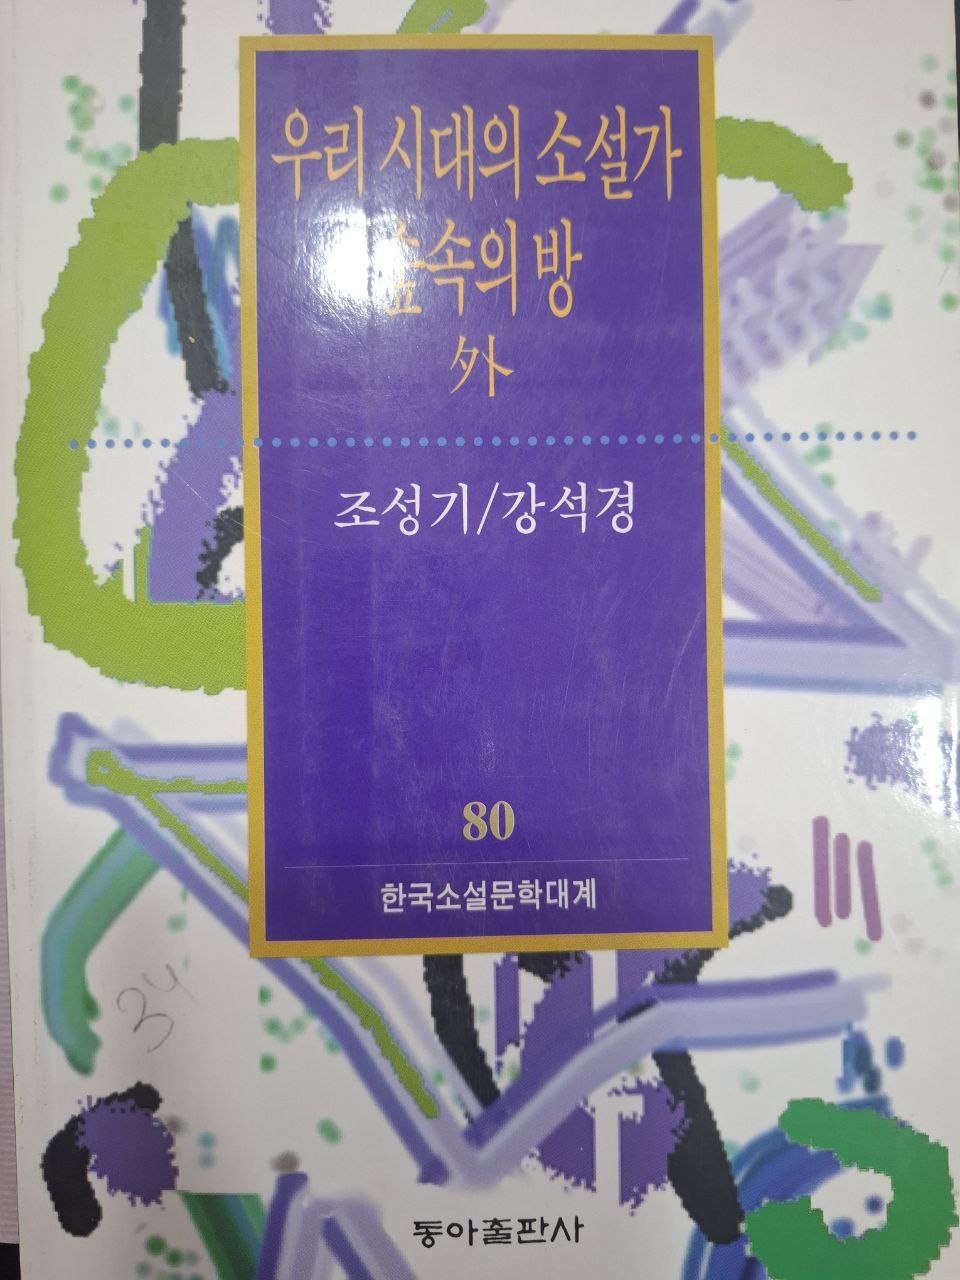 우리 시대의 소설가
숲속의 방
外
조성기/강석경
80
한국소설문학대계
34
동아출판사